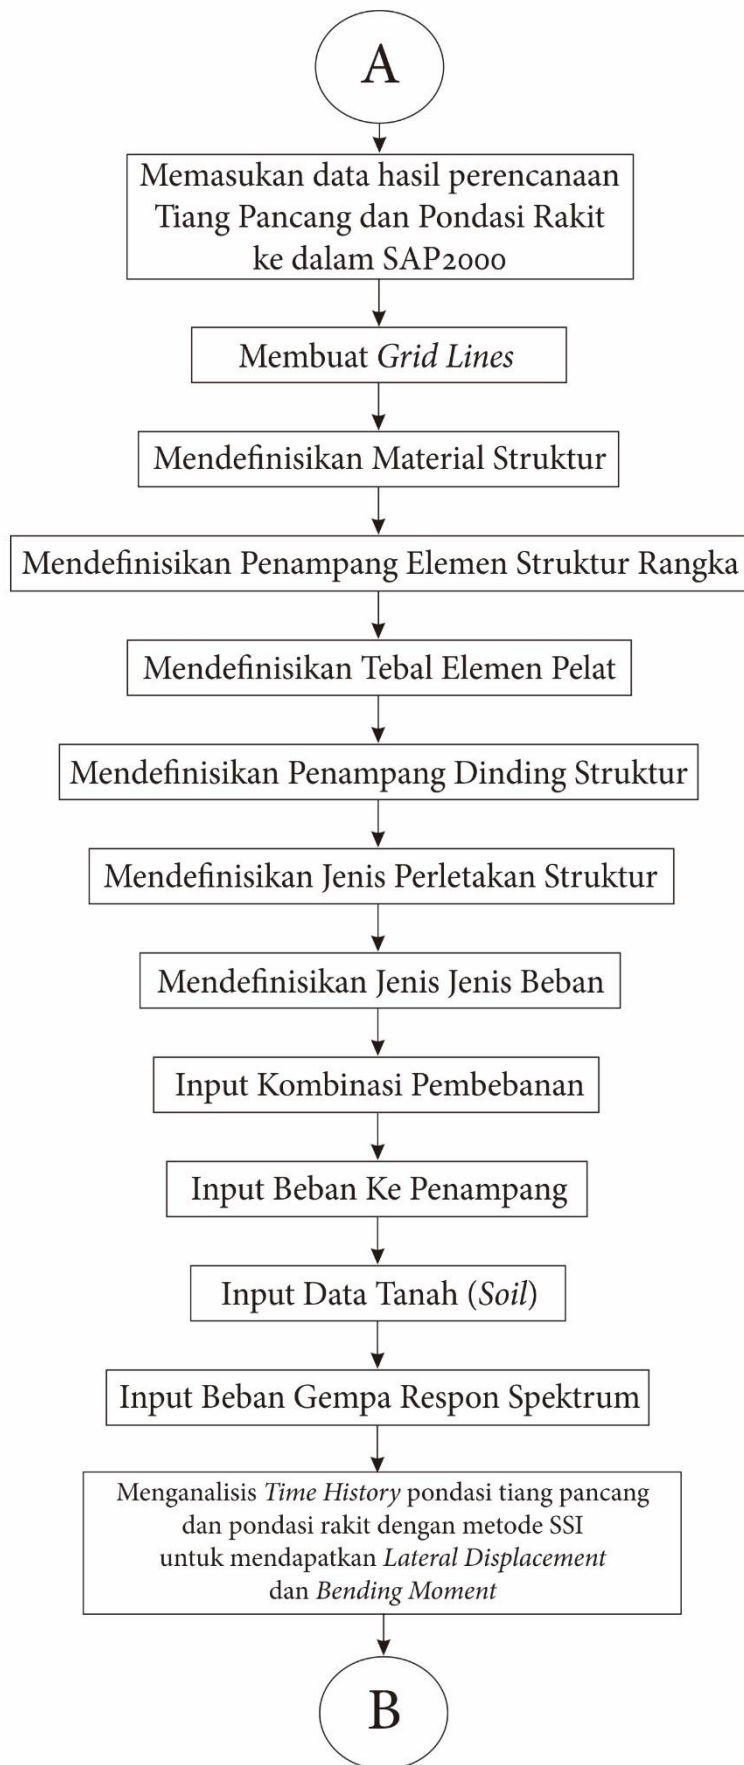 A
Memasukan data hasil perencanaan
Tiang Pancang dan Pondasi Rakit
ke dalam SAP2000
Membuat Grid Lines
Mendefinisikan Material Struktur
Mendefinisikan Penampang Elemen Struktur Rangka
Mendefinisikan Tebal Elemen Pelat
Mendefinisikan Penampang Dinding Struktur
Mendefinisikan Jenis Perletakan Struktur
Mendefinisikan Jenis Jenis Beban
Input Kombinasi Pembebanan
Input Beban Ke Penampang
Input Data Tanah (Soil)
Input Beban Gempa Respon Spektrum
Menganalisis Time History pondasi tiang pancang
dan pondasi rakit dengan metode SSI
untuk mendapatkan Lateral Displacement
dan Bending Moment
B